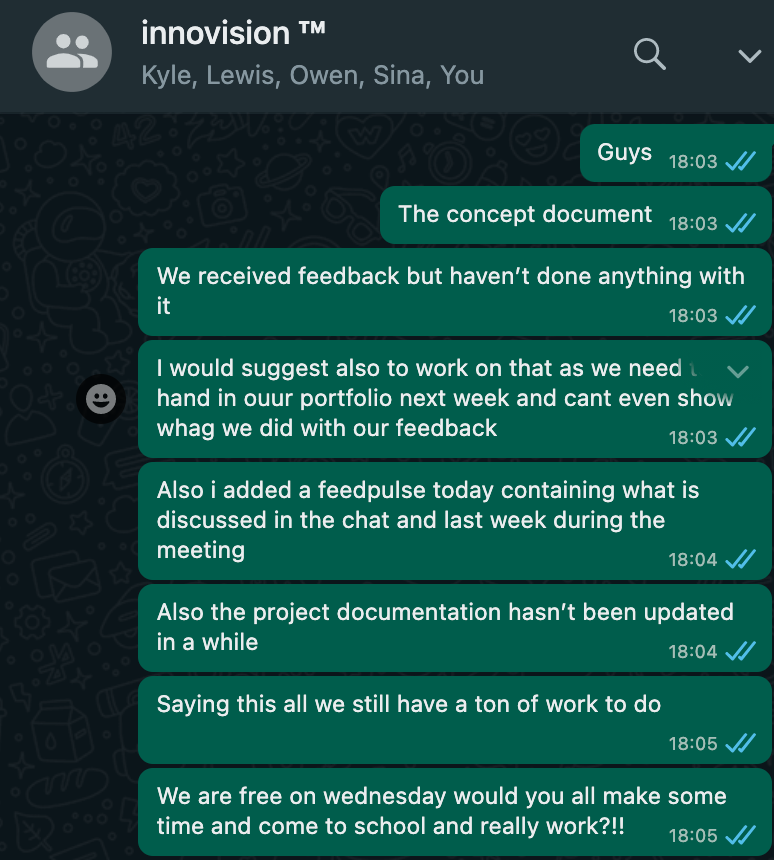 innovision ™
Kyle, Lewis, Owen, Sina, You
Guys
18:03
The concept document
18:03
We received feedback but haven't done anything with
it
18:03
I would suggest also to work on that as we need t
hand in ouur portfolio next week and cant even show
whag we did with our feedback
18:03
Also i added a feedpulse today containing what is
discussed in the chat and last week during the
meeting
18:04
Also the project documentation hasn't been updated
in a while
18:04
Saying this all we still have a ton of work to do
18:05
We are free on wednesday would you all make some
time and come to school and really work?!!
18:05